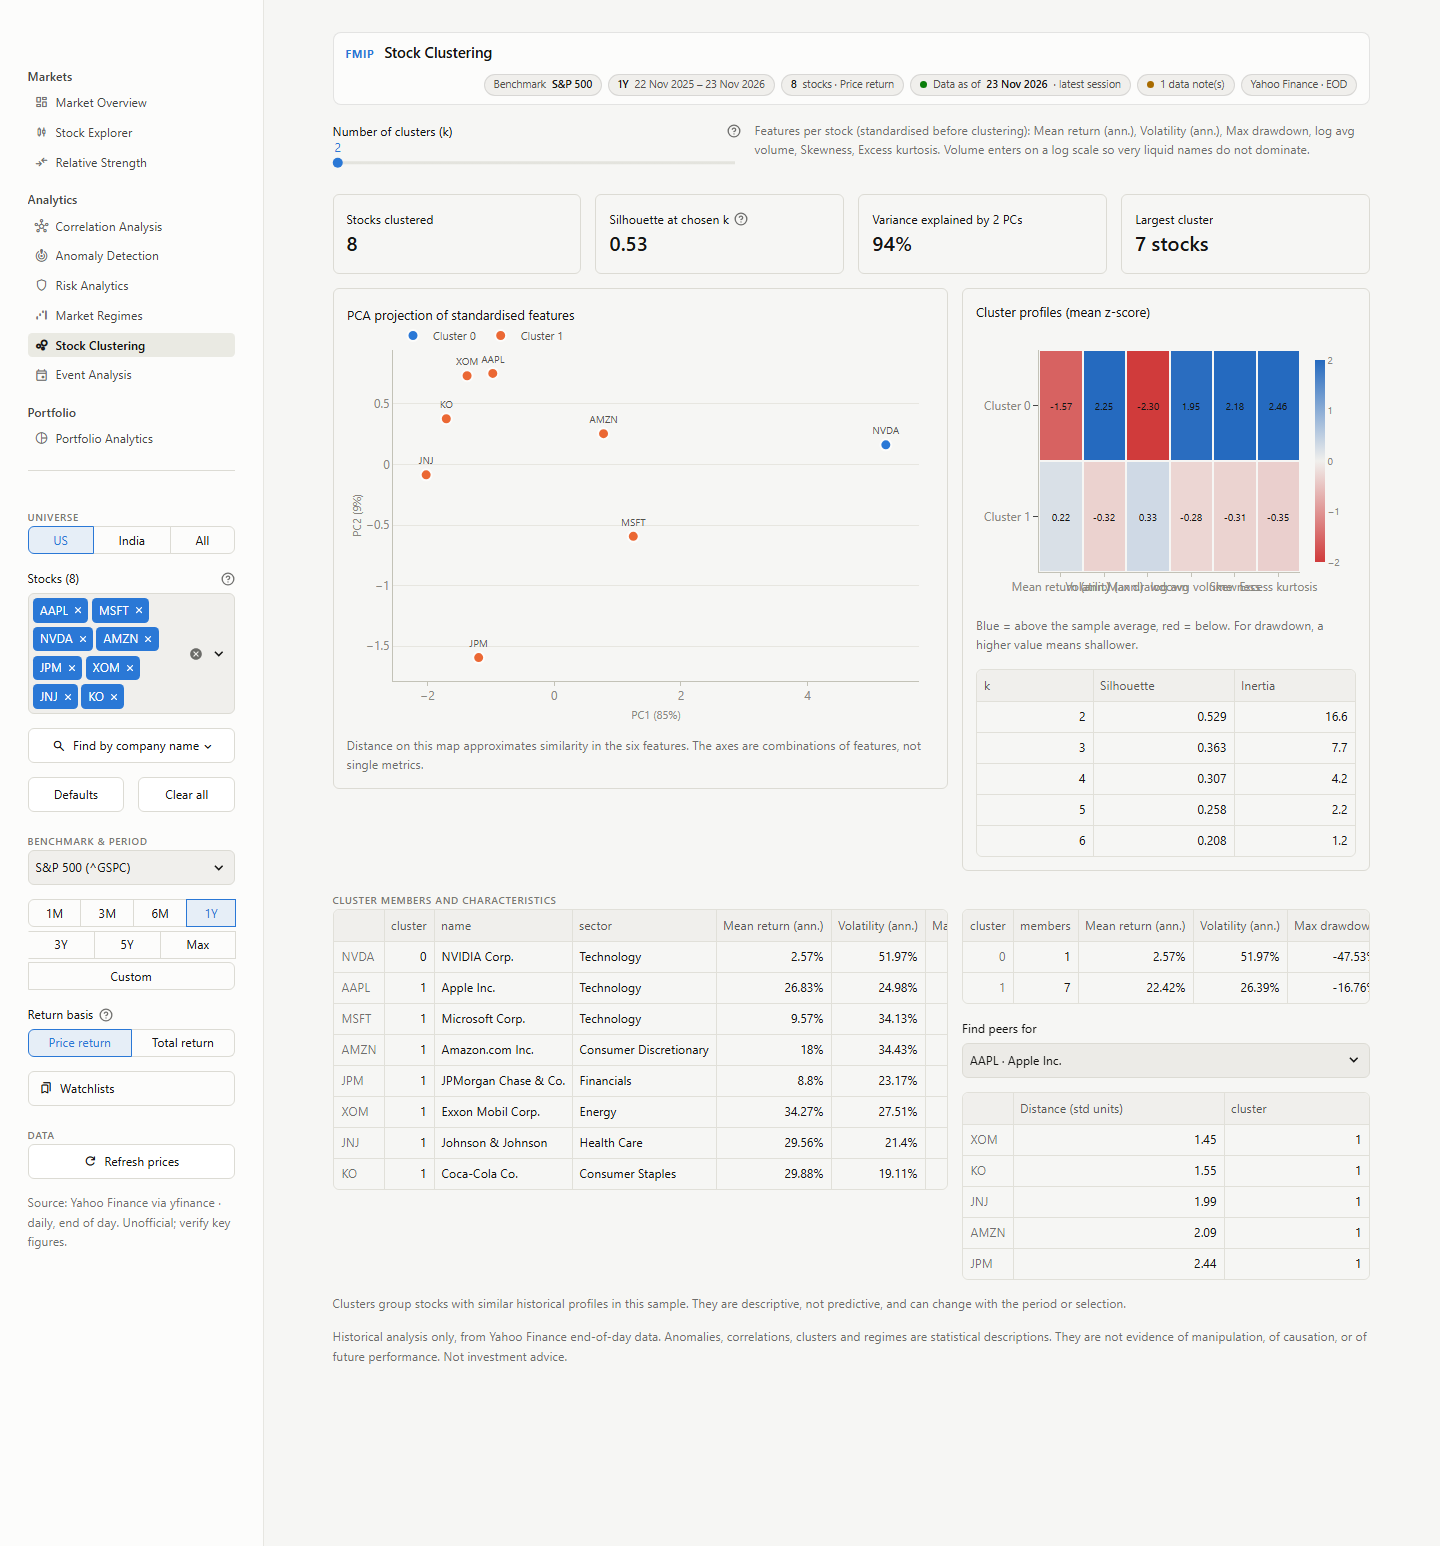 Markets
Market Overview
Stock Explorer
Relative Strength
Analytics
Correlation Analysis
Anomaly Detection
Risk Analytics
Market Regimes
Stock Clustering
Event Analysis
Portfolio
Portfolio Analytics
UNIVERSE
US India All
Stocks (8)
AAPL × MSFT ×
NVDA × AMZN ×
JPM × XOM ×
JNJ × KO ×
Find by company name
Defaults Clear all
BENCHMARK & PERIOD
S&P 500 (^GSPC)
1M 3M 6M 1Y
3Y 5Y Max
Custom
Return basis
Price return Total return
Watchlists
DATA
Refresh prices
Source: Yahoo Finance via yfinance ·
daily, end of day. Unofficial; verify key
figures.
FMIP Stock Clustering
Benchmark S&P 500 1Y 22 Nov 2025 – 23 Nov 2026 8 stocks · Price return Data as of 23 Nov 2026 · latest session 1 data note(s) Yahoo Finance · EOD
Number of clusters (k)
2
Features per stock (standardised before clustering): Mean return (ann.), Volatility (ann.), Max drawdown, log avg
volume, Skewness, Excess kurtosis. Volume enters on a log scale so very liquid names do not dominate.
Stocks clustered
8
Silhouette at chosen k
0.53
Variance explained by 2 PCs
94%
Largest cluster
7 stocks
PCA projection of standardised features
Cluster 0 Cluster 1
XOM AAPL
0.5
KO
AMZN
NVDA
0
JNJ
PC2 (9%)
−0.5
MSFT
−1
−1.5
JPM
−2 0 2 4
PC1 (85%)
Distance on this map approximates similarity in the six features. The axes are combinations of features, not
single metrics.
Cluster profiles (mean z-score)
Cluster 0 -1.57 2.25 -2.30 1.95 2.18 2.46
Cluster 1 0.22 -0.32 0.33 -0.28 -0.31 -0.35
2
1
0
−1
−2
Mean return (ann.) Volatility (ann.) Max drawdown log avg volume Skewness Excess kurtosis
Blue = above the sample average, red = below. For drawdown, a
higher value means shallower.
k Silhouette Inertia
2 0.529 16.6
3 0.363 7.7
4 0.307 4.2
5 0.258 2.2
6 0.208 1.2
CLUSTER MEMBERS AND CHARACTERISTICS
cluster name sector Mean return (ann.) Volatility (ann.) Ma
NVDA 0 NVIDIA Corp. Technology 2.57% 51.97%
AAPL 1 Apple Inc. Technology 26.83% 24.98%
MSFT 1 Microsoft Corp. Technology 9.57% 34.13%
AMZN 1 Amazon.com Inc. Consumer Discretionary 18% 34.43%
JPM 1 JPMorgan Chase & Co. Financials 8.8% 23.17%
XOM 1 Exxon Mobil Corp. Energy 34.27% 27.51%
JNJ 1 Johnson & Johnson Health Care 29.56% 21.4%
KO 1 Coca-Cola Co. Consumer Staples 29.88% 19.11%
cluster members Mean return (ann.) Volatility (ann.) Max drawdow
0 1 2.57% 51.97% -47.53%
1 7 22.42% 26.39% -16.76%
Find peers for
AAPL · Apple Inc.
Distance (std units) cluster
XOM 1.45 1
KO 1.55 1
JNJ 1.99 1
AMZN 2.09 1
JPM 2.44 1
Clusters group stocks with similar historical profiles in this sample. They are descriptive, not predictive, and can change with the period or selection.
Historical analysis only, from Yahoo Finance end-of-day data. Anomalies, correlations, clusters and regimes are statistical descriptions. They are not evidence of manipulation, of causation, or of
future performance. Not investment advice.